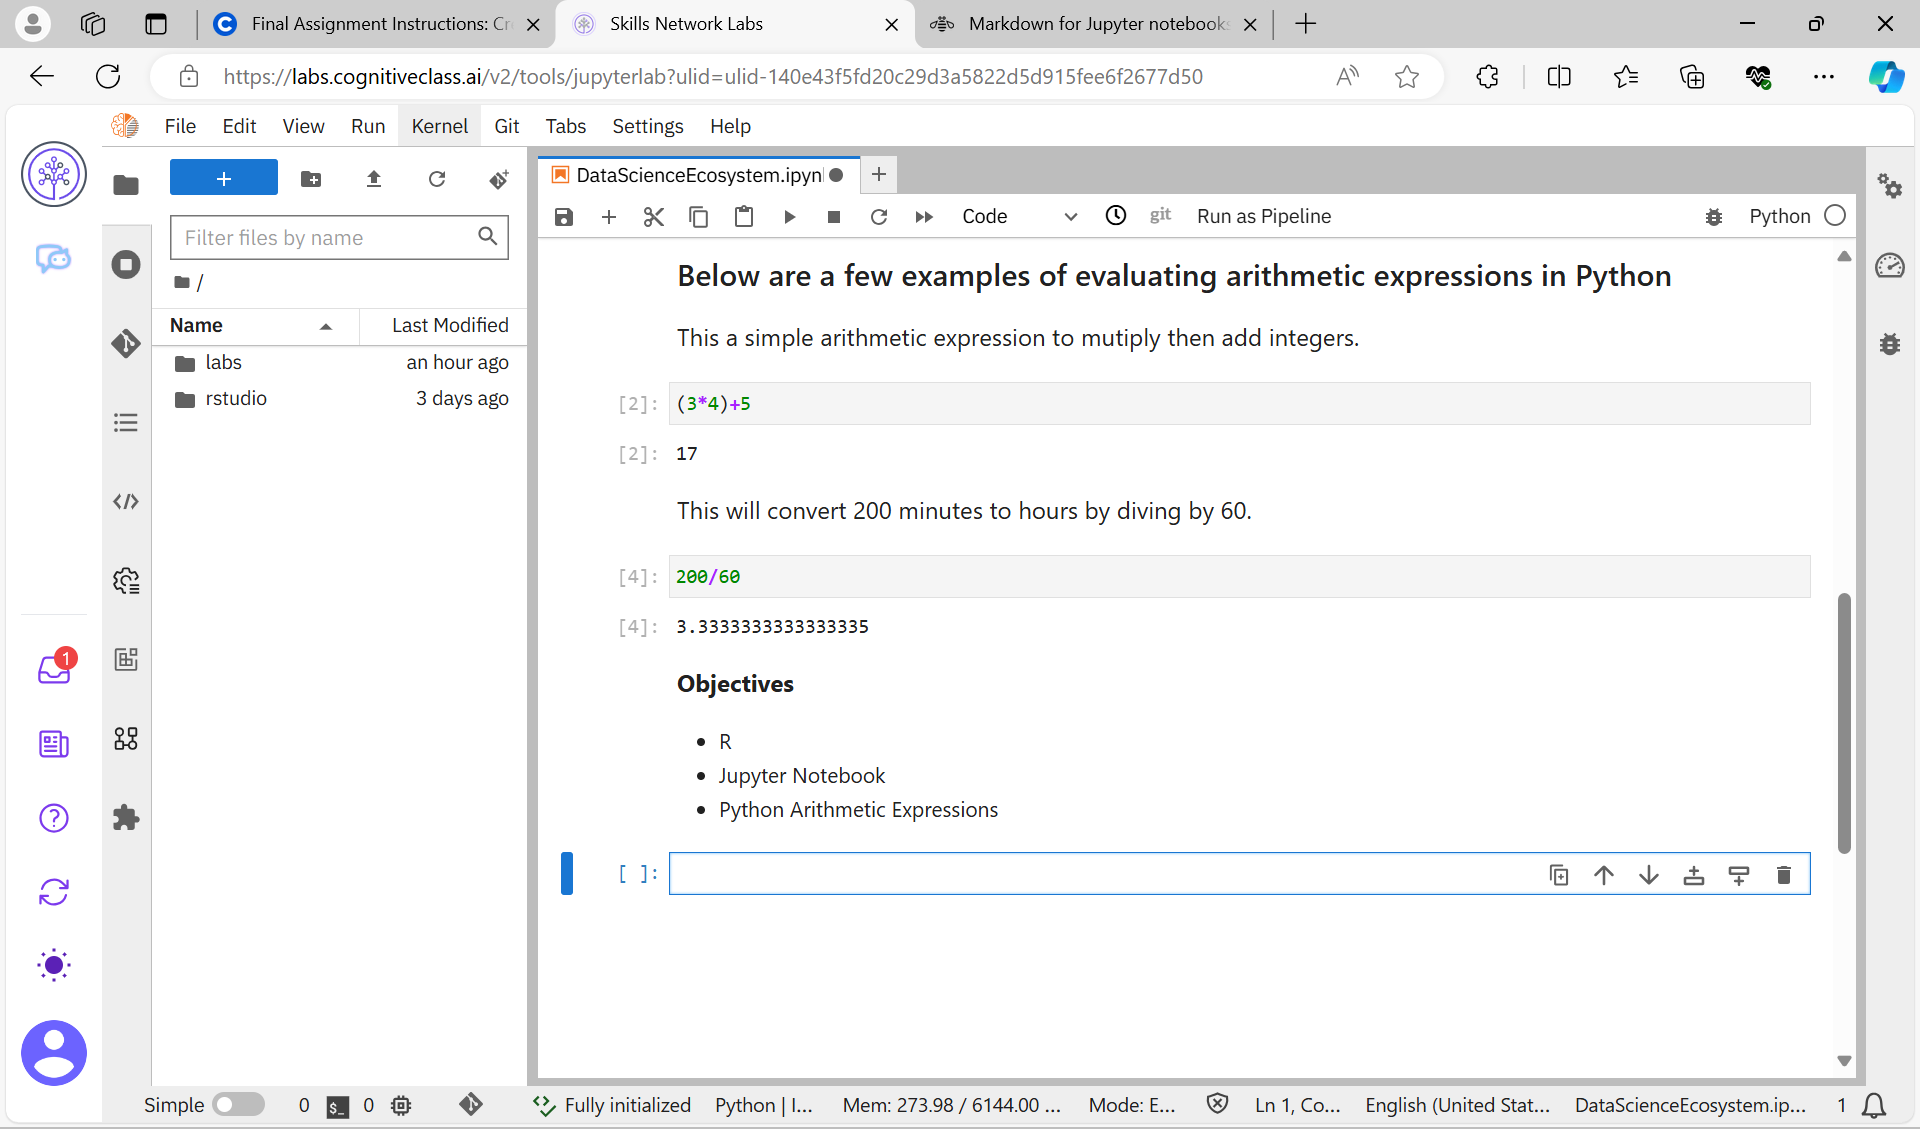 Final Assignment Instructions: Cr
Skills Network Labs
Markdown for Jupyter notebooks
https://labs.cognitiveclass.ai/v2/tools/jupyterlab?ulid=ulid-140e43f5fd20c29d3a5822d5d915fee6f2677d50
File Edit View Run Kernel Git Tabs Settings Help
DataScienceEcosystem.ipyn
Code
git
Run as Pipeline
Python
Filter files by name
/
Name Last Modified
labs an hour ago
rstudio 3 days ago
1
Below are a few examples of evaluating arithmetic expressions in Python
This a simple arithmetic expression to mutiply then add integers.
[2]: (3*4)+5
[2]: 17
This will convert 200 minutes to hours by diving by 60.
[4]: 200/60
[4]: 3.3333333333333335
Objectives
• R
• Jupyter Notebook
• Python Arithmetic Expressions
[ ]:
Simple 0 $_ 0 Fully initialized Python | I... Mem: 273.98 / 6144.00 ... Mode: E... Ln 1, Co... English (United Stat... DataScienceEcosystem.ip... 1